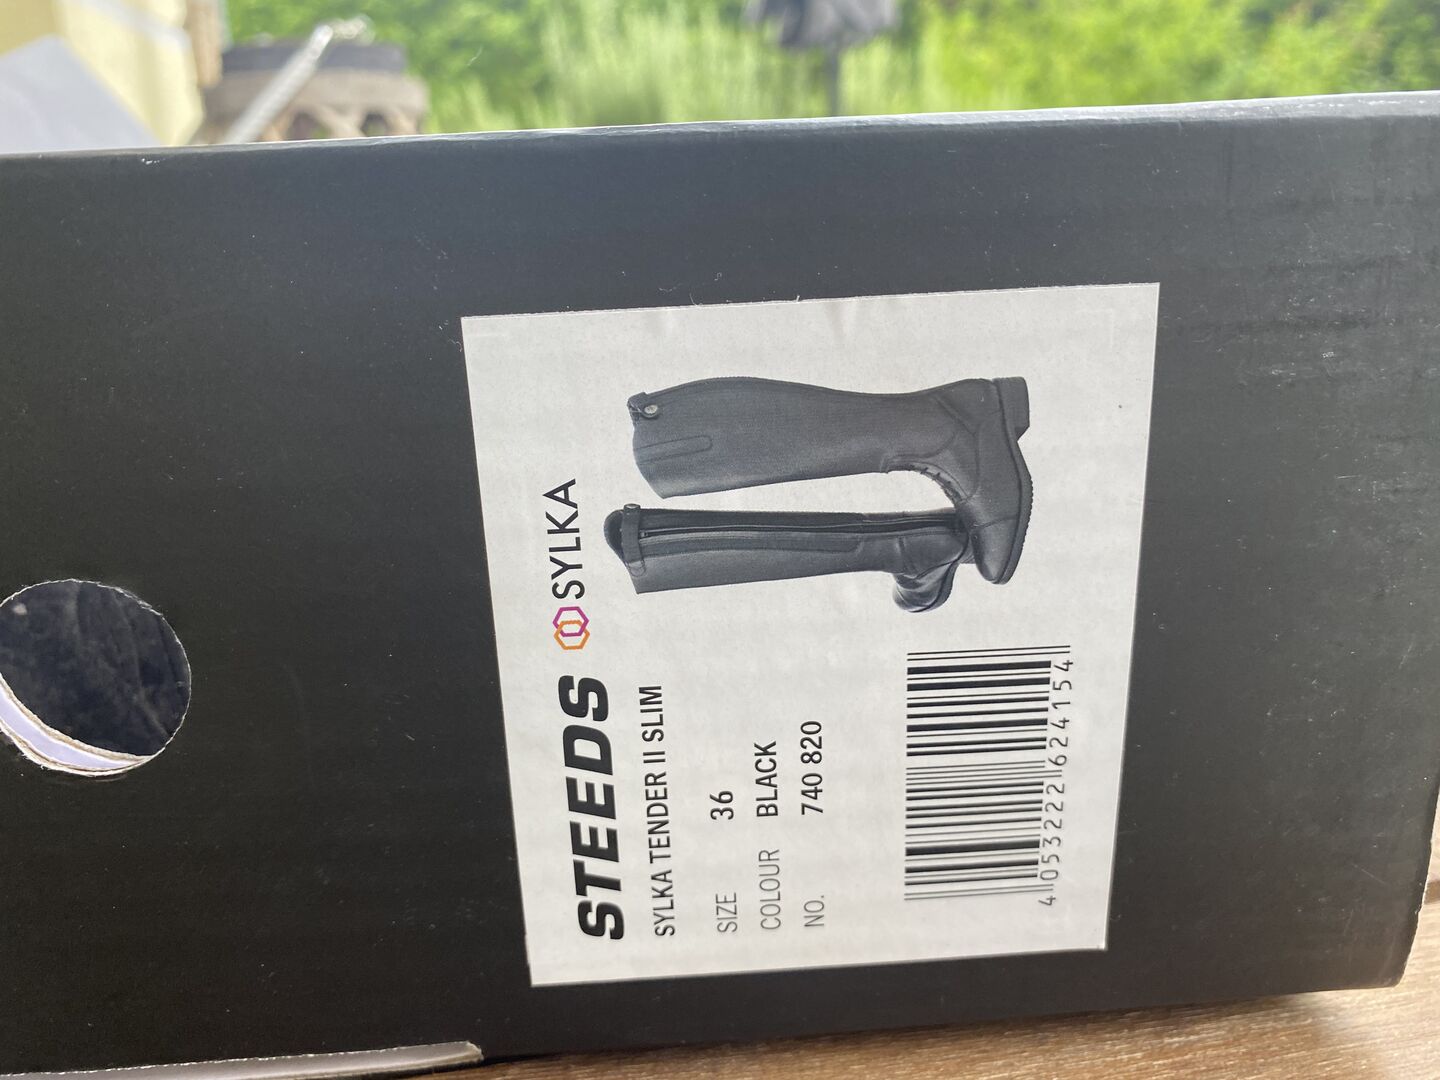 STEEDS SYLKA
SYLKA TENDER II SLIM
SIZE 36
COLOUR BLACK
NO. 740 820
4 053222 624154